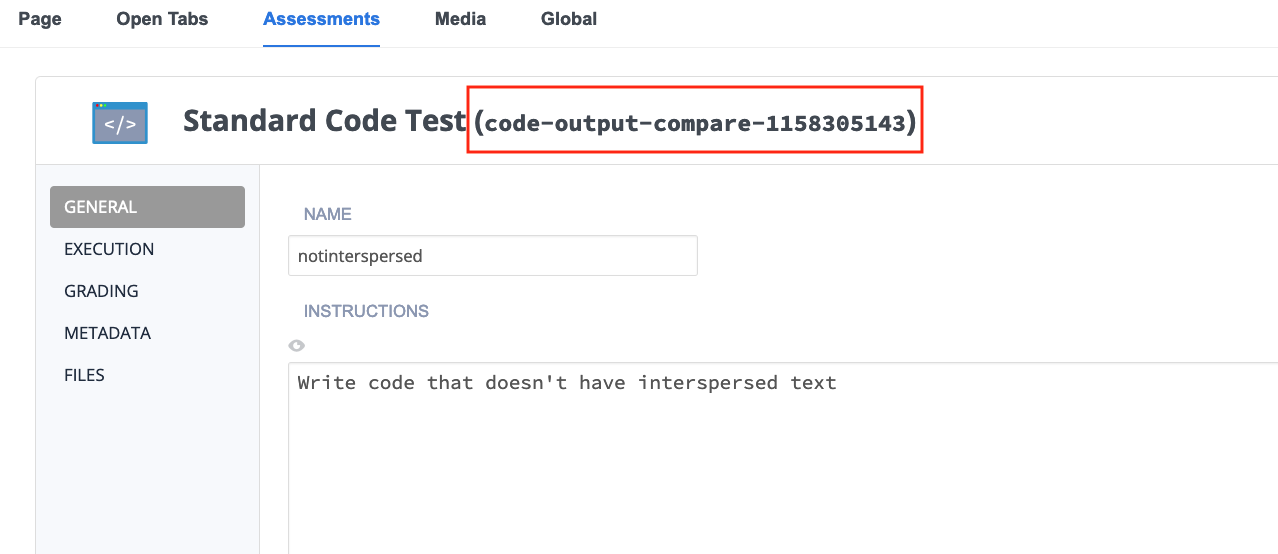 Page Open Tabs Assessments Media Global
</> Standard Code Test (code-output-compare-1158305143)
GENERAL
EXECUTION
GRADING
METADATA
FILES
NAME
notinterspersed
INSTRUCTIONS
Write code that doesn't have interspersed text